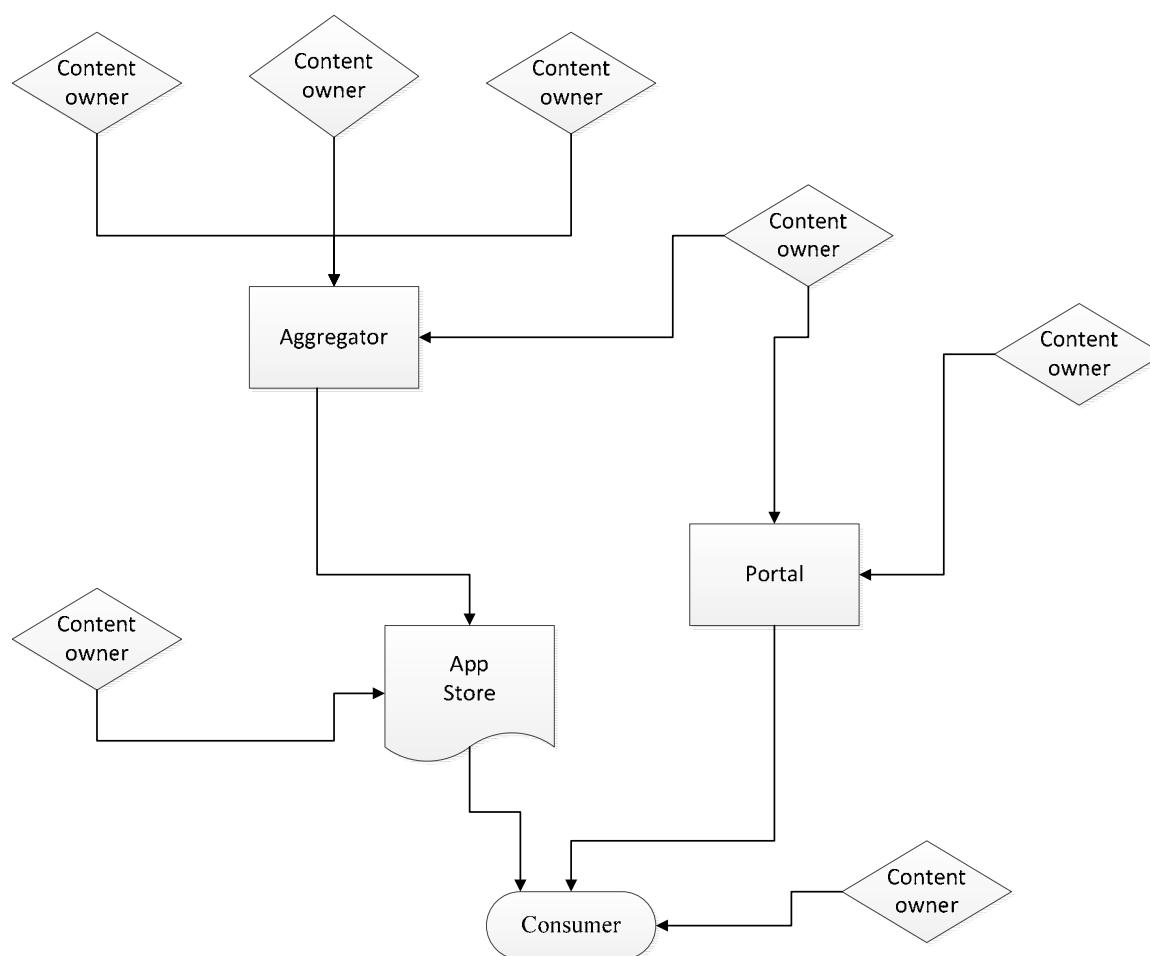 Content
owner
Content
owner
Content
owner
Content
owner
Aggregator
Content
owner
Portal
Content
owner
App
Store
Content
owner
Consumer